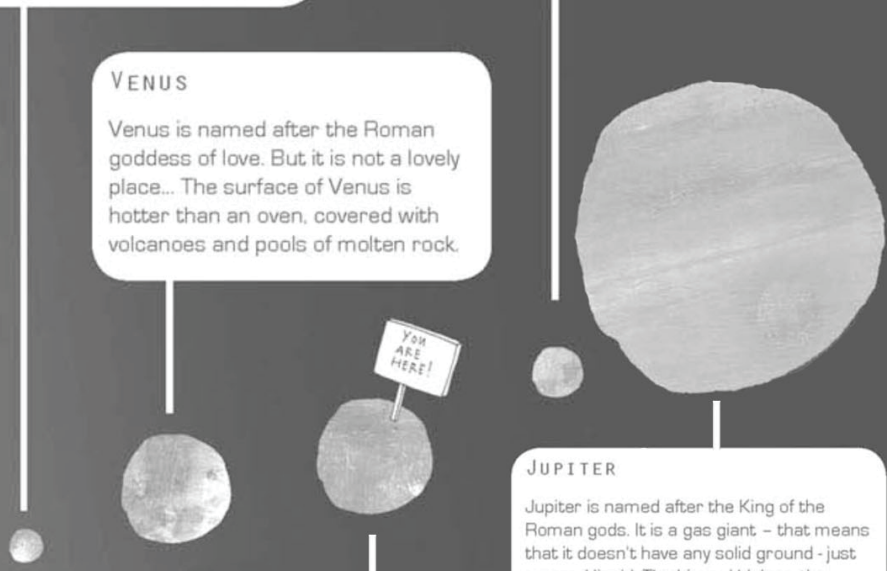 VENUS
Venus is named after the Roman
goddess of love. But it is not a lovely
place... The surface of Venus is
hotter than an oven, covered with
volcanoes and pools of molten rock.
YOU
ARE
HERE!
JUPITER
Jupiter is named after the King of the
Roman gods. It is a gas giant – that means
that it doesn't have any solid ground - just